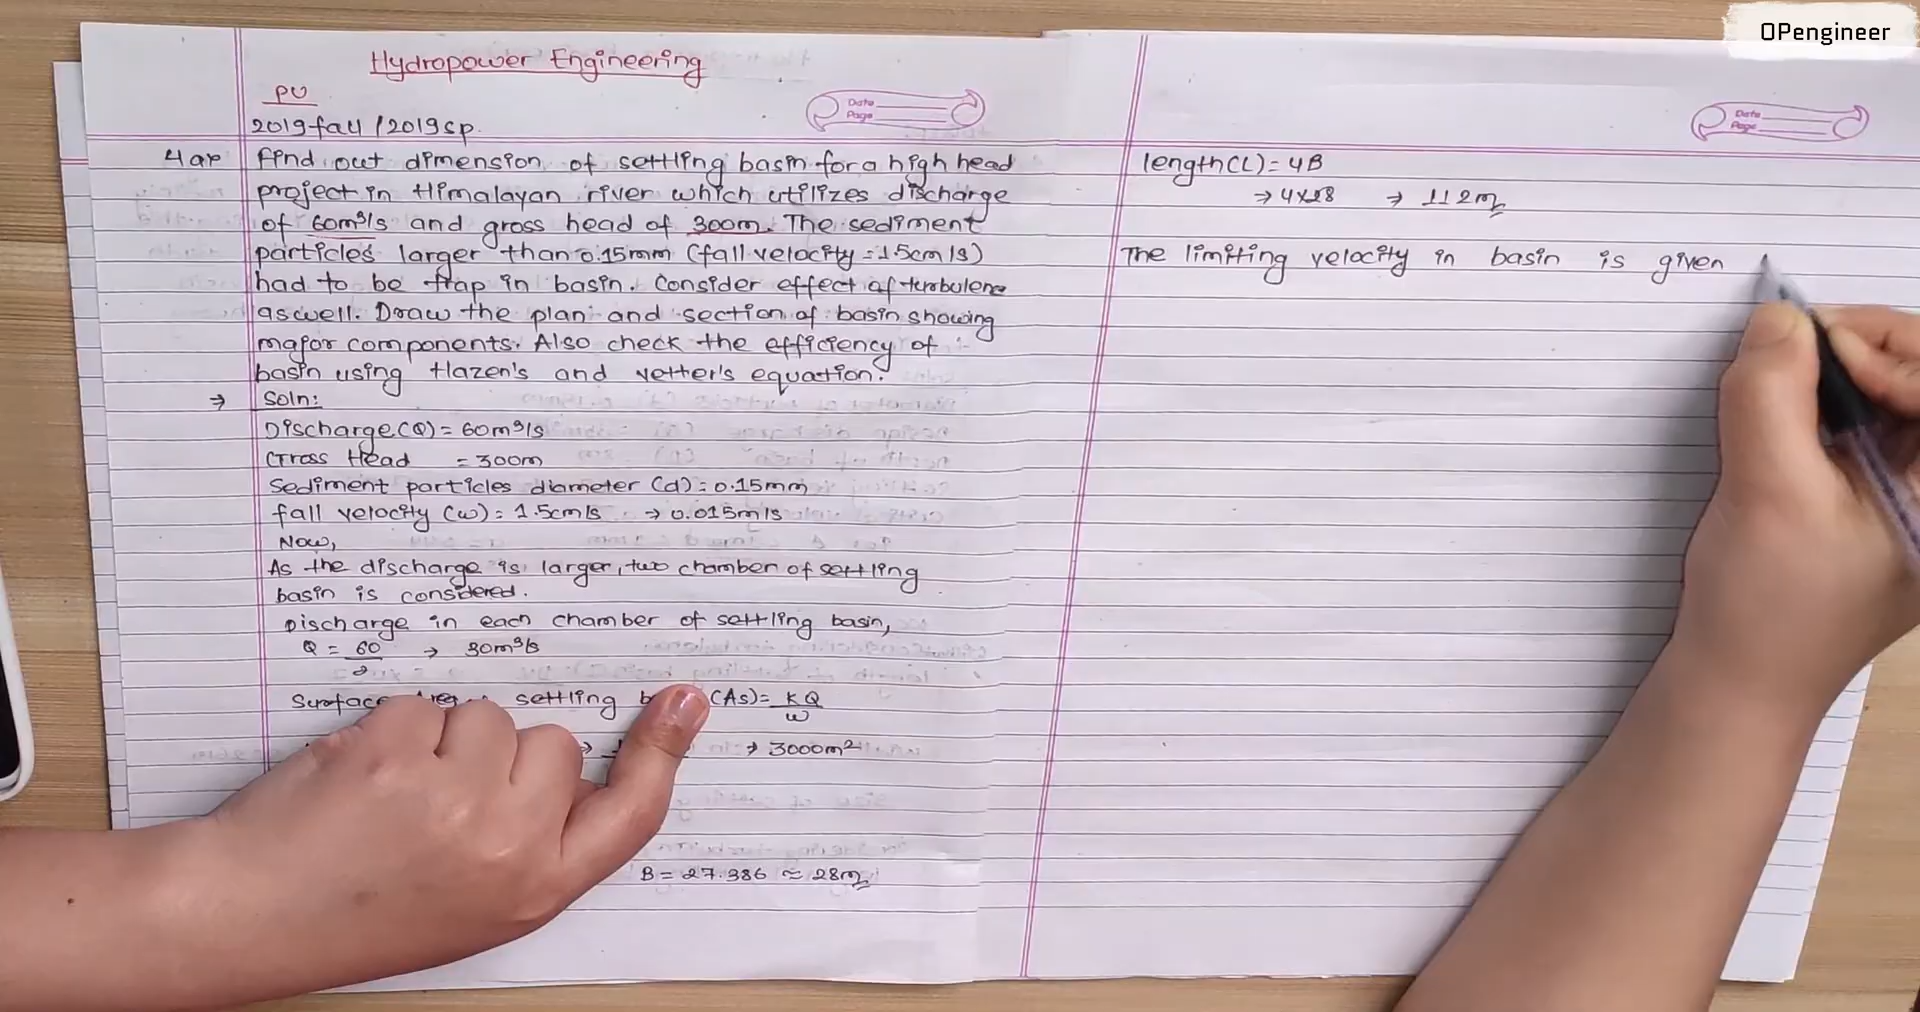 OPengineer
Hydropower Engineering
PU
2019 fall / 2019 sp.
Date
Page
4 a>
Find out dimension of settling basin for a high head
project in Himalayan river which utilizes discharge
of 60m³/s and gross head of 300m. The sediment
particles larger than 0.15mm (fall velocity = 1.5cm/s)
had to be trap in basin. Consider effect of turbulence
as well. Draw the plan and section of basin showing
major components. Also check the efficiency of
basin using Hazen's and vetter's equation.
→ Soln:
Discharge (Q) = 60m³/s
Gross Head = 300m
Sediment particles diameter (d) = 0.15mm
fall velocity (w) = 1.5cm/s → 0.015m/s
Now,
As the discharge is larger, two chamber of settling
basin is considered.
Discharge in each chamber of settling basin,
Q = 60/2 → 30m³/s
Surface settling (As) = KQ/w
→ → 3000m²
B = 27.386 ≈ 28m
Date
Page
length (L) = 4B
→ 4×28 → 112m
The limiting velocity in basin is given